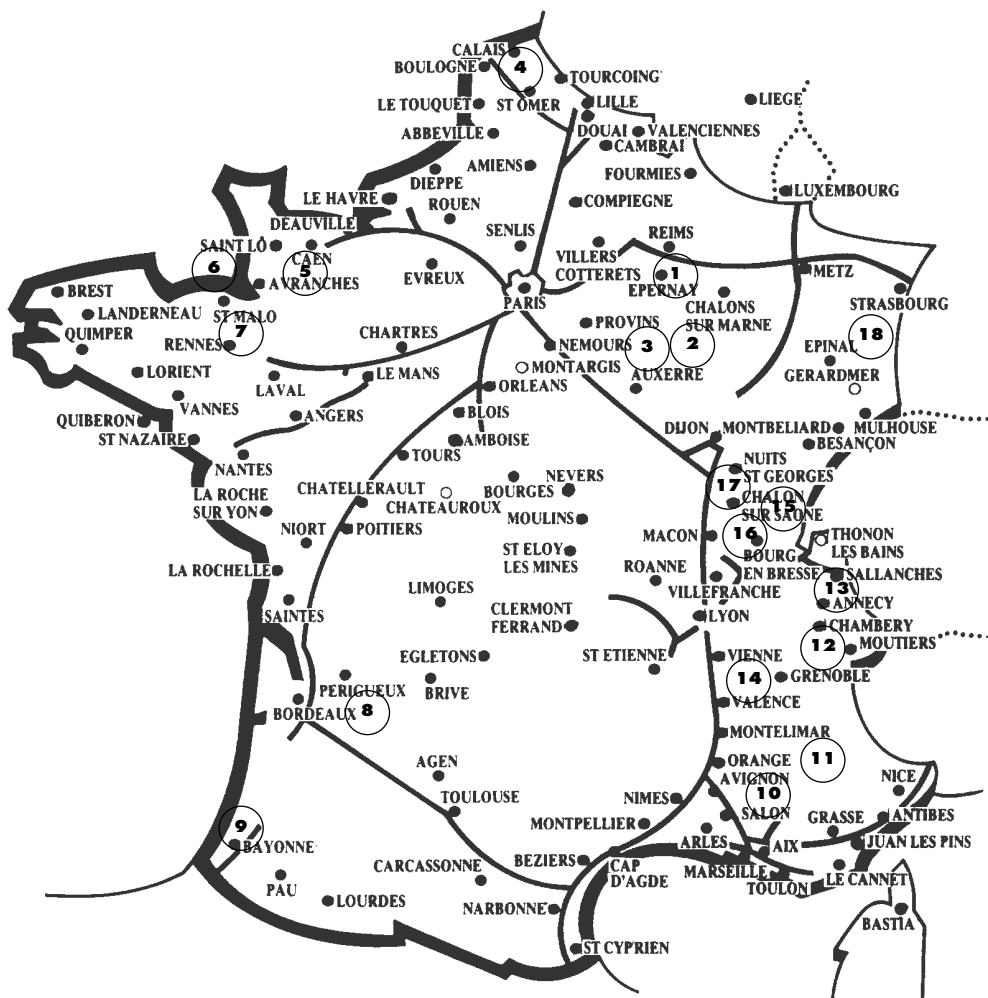 CALAIS
4
BOULOGNE
TOURCOING
LE TOUQUET
ST OMER
LILLE
LIEGE
ABBEVILLE
DOUAI
VALENCIENNES
CAMBRAI
AMIENS
FOURMIES
DIEPPE
LUXEMBOURG
LE HAVRE
ROUEN
COMPIEGNE
DEAUVILLE
SENLIS
REIMS
SAINT LÔ
CAEN
VILLERS
COTTERETS
6
5
1
METZ
AVRANCHES
EVREUX
EPERNAY
BREST
PARIS
CHALONS
SUR MARNE
STRASBOURG
LANDERNEAU
ST MALO
QUIMPER
7
CHARTRES
PROVINS
18
RENNES
NEMOURS
3
2
EPINAL
LORIENT
LE MANS
MONTARGIS
AUXERRE
GERARDMER
LAVAL
ORLEANS
VANNES
ANGERS
BLOIS
QUIBERON
DIJON
MONTBELIARD
MULHOUSE
ST NAZAIRE
AMBOISE
BESANÇON
TOURS
NANTES
NUITS
ST GEORGES
LA ROCHE
SUR YON
CHATELLERAULT
CHATEAUROUX
NEVERS
BOURGES
17
CHALON
SUR SAONE
15
NIORT
POITIERS
MOULINS
MACON
16
THONON
LES BAINS
ST ELOY
LES MINES
BOURG
EN BRESSE
LA ROCHELLE
ROANNE
SALLANCHES
LIMOGES
VILLEFRANCHE
13
ANNECY
SAINTES
CLERMONT
FERRAND
LYON
CHAMBERY
12
MOUTIERS
EGLETONS
ST ETIENNE
VIENNE
PERIGUEUX
BRIVE
14
GRENOBLE
BORDEAUX
8
VALENCE
MONTELIMAR
AGEN
ORANGE
11
AVIGNON
NICE
TOULOUSE
NIMES
10
SALON
9
MONTPELLIER
GRASSE
ANTIBES
BAYONNE
ARLES
AIX
JUAN LES PINS
CARCASSONNE
BEZIERS
CAP
D'AGDE
MARSEILLE
LE CANNET
PAU
TOULON
LOURDES
NARBONNE
BASTIA
ST CYPRIEN